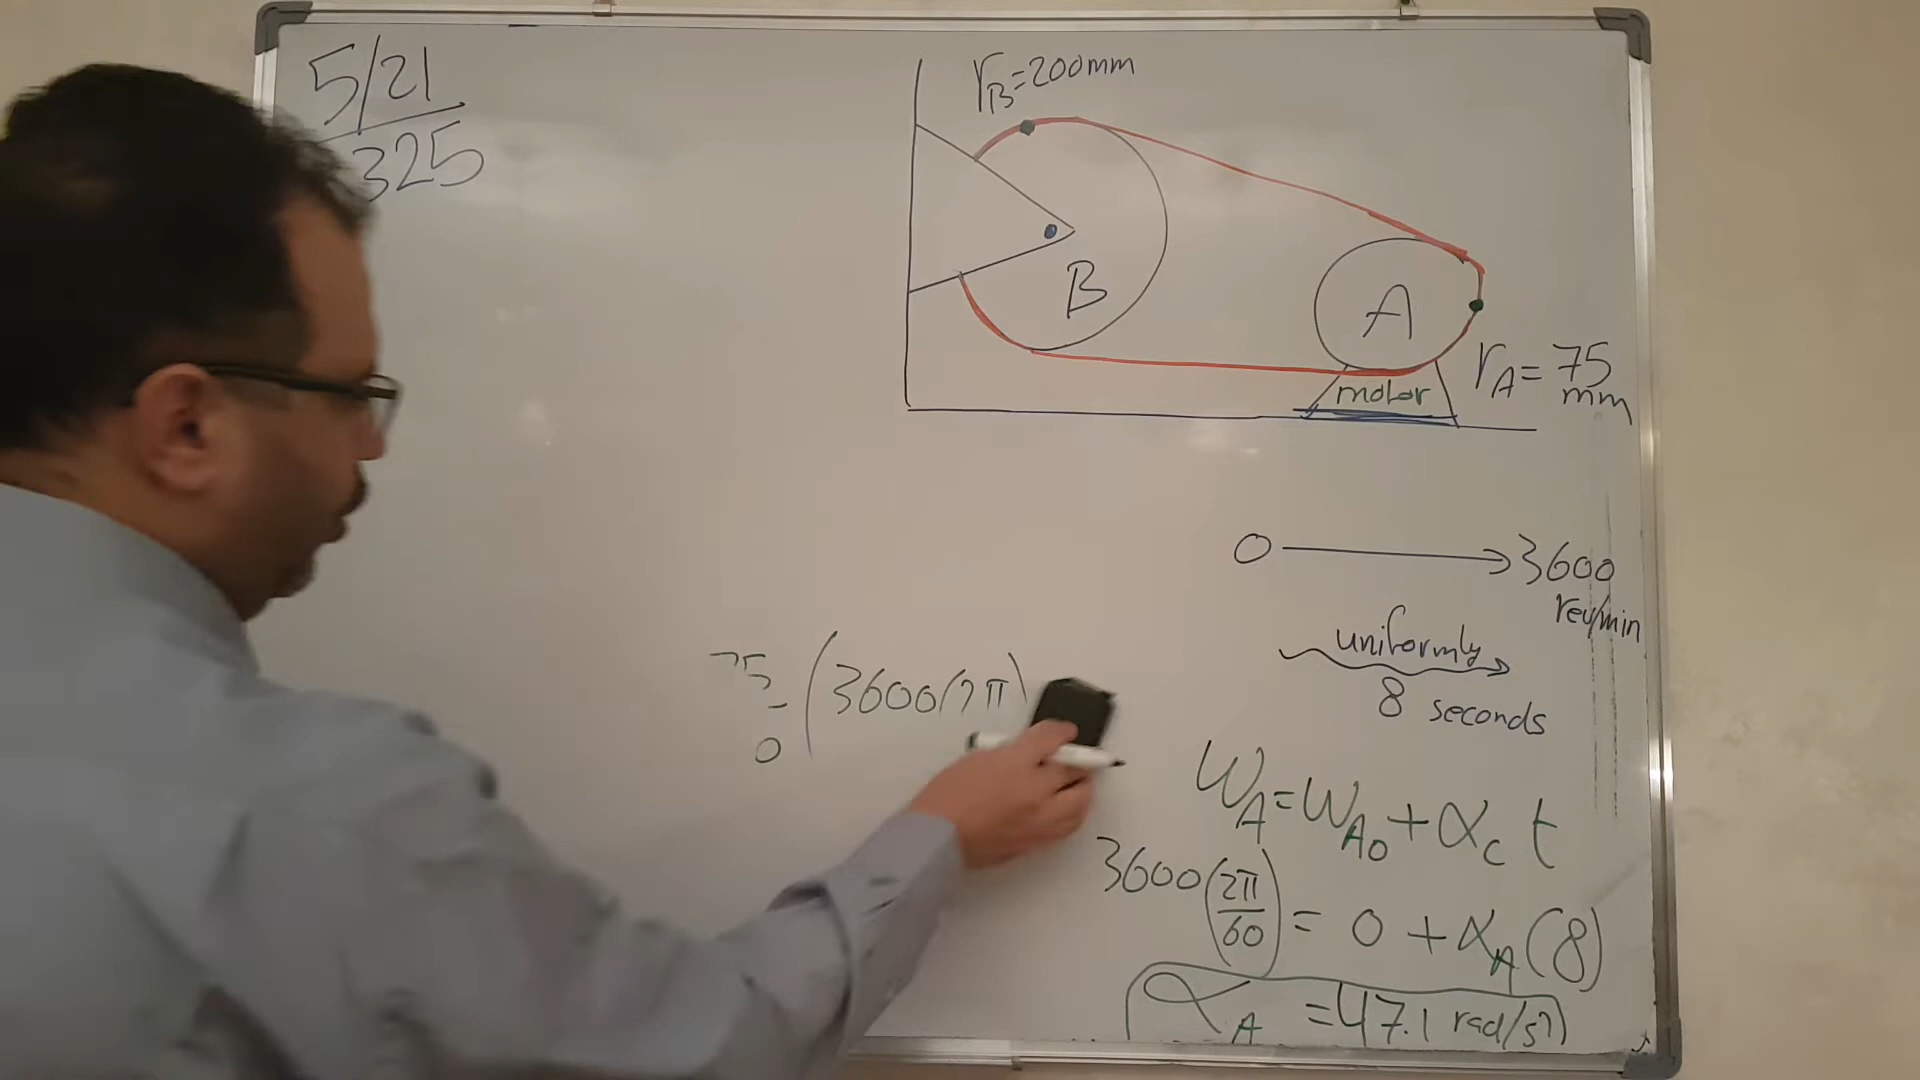 5/21
325
r_B=200mm
B
A
motor
r_A= 75
mm
0 → 3600
rev/min
uniformly
8 seconds
75
0
(3600(2π)
ω_A=ω_A0+α_c t
3600(2π/60) = 0 + α_A(8)
α_A =47.1 rad/s²